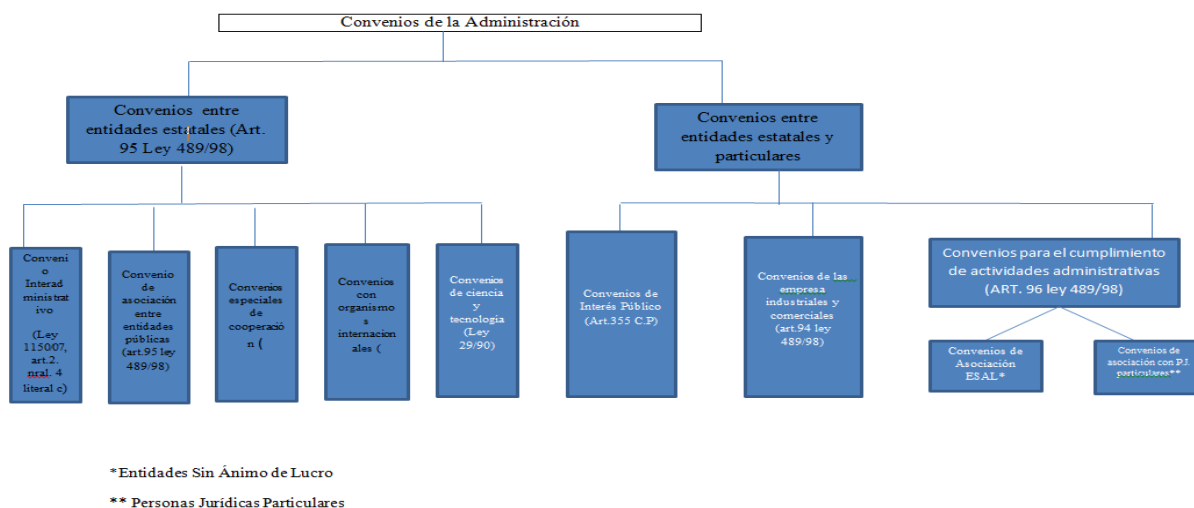 Convenios de la Administración
Convenios entre
entidades estatales (Art.
95 Ley 489/98)
Convenios entre
entidades estatales y
particulares
Conveni
o Interad
ministrat
ivo
(Ley
1150/07,
art.2.
nral. 4
literal c)
Convenio
de
asociación
entre
entidades
públicas
(art.95 ley
489/98)
Convenios
especiales
de
cooperació
n (
Convenios
con
organismo
s
internacion
ales (
Convenios
de ciencia
y
tecnología
(Ley
29/90)
Convenios de
Interés Público
(Art.355 C.P)
Convenios de las
empresa
industriales y
comerciales
(art.94 ley
489/98)
Convenios para el cumplimiento
de actividades administrativas
(ART. 96 ley 489/98)
Convenios de
Asociación
ESAL*
Convenios de
asociación con P.J.
particulares**
*Entidades Sin Ánimo de Lucro
** Personas Jurídicas Particulares